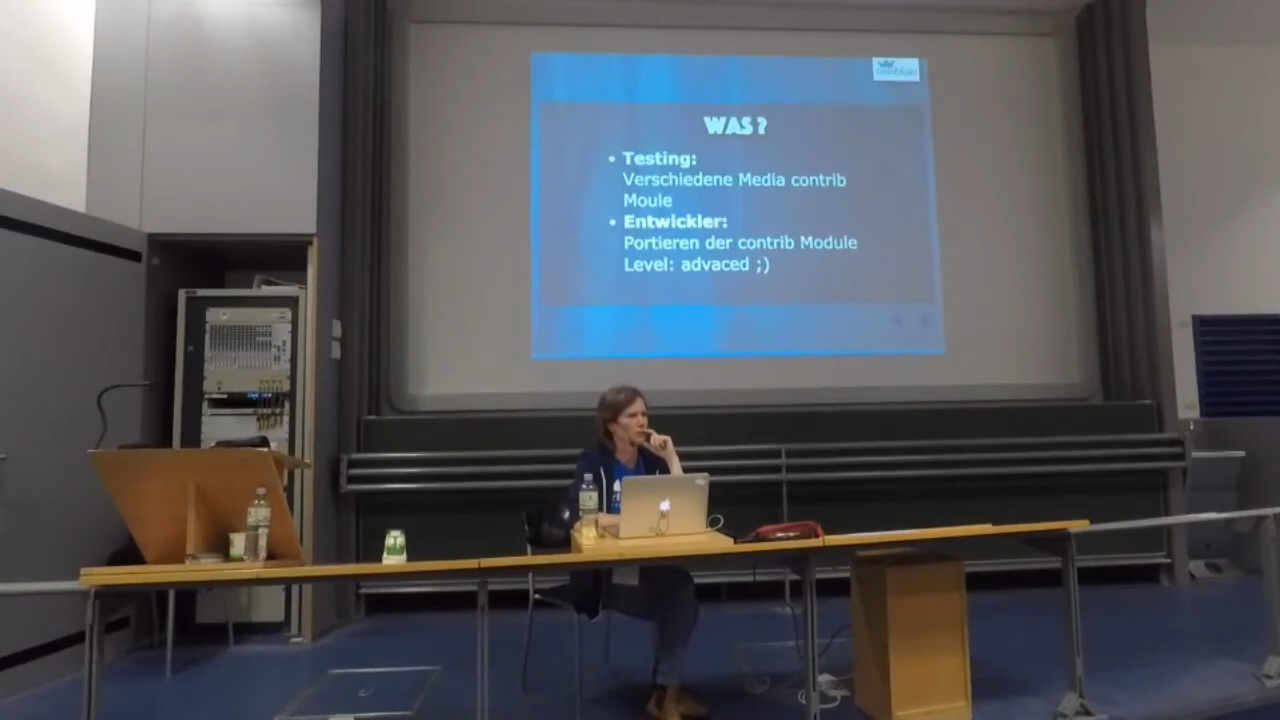 WAS ?
• Testing:
Verschiedene Media contrib
Moule
• Entwickler:
Portieren der contrib Module
Level: advaced ;)